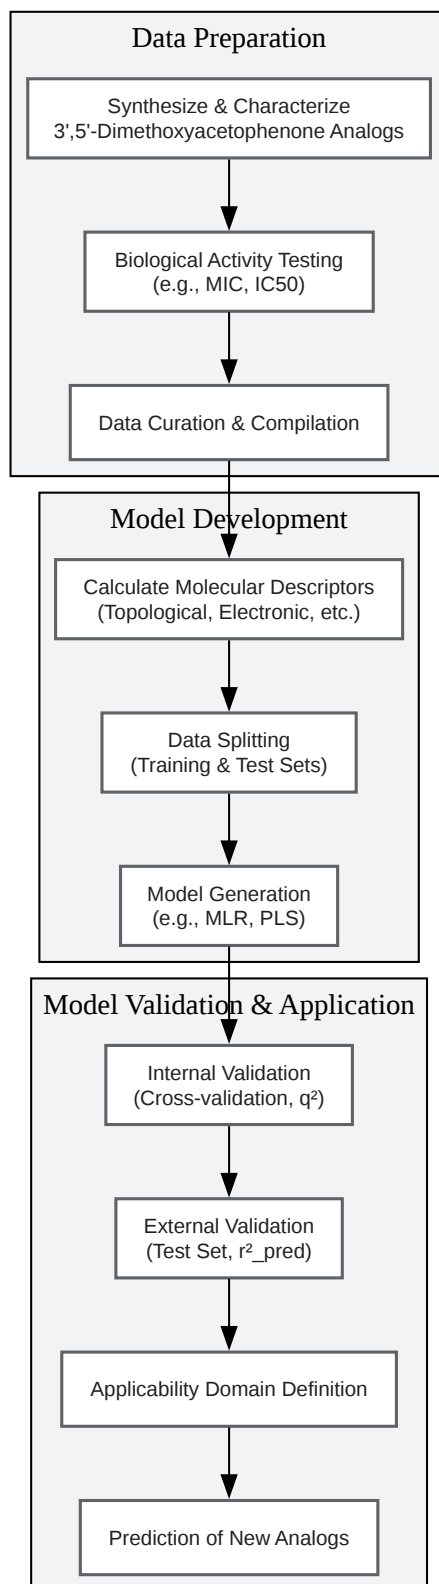 Data Preparation
Synthesize & Characterize
3',5'-Dimethoxyacetophenone Analogs
Biological Activity Testing
(e.g., MIC, IC50)
Data Curation & Compilation
Model Development
Calculate Molecular Descriptors
(Topological, Electronic, etc.)
Data Splitting
(Training & Test Sets)
Model Generation
(e.g., MLR, PLS)
Model Validation & Application
Internal Validation
(Cross-validation, q²)
External Validation
(Test Set, r²_pred)
Applicability Domain Definition
Prediction of New Analogs